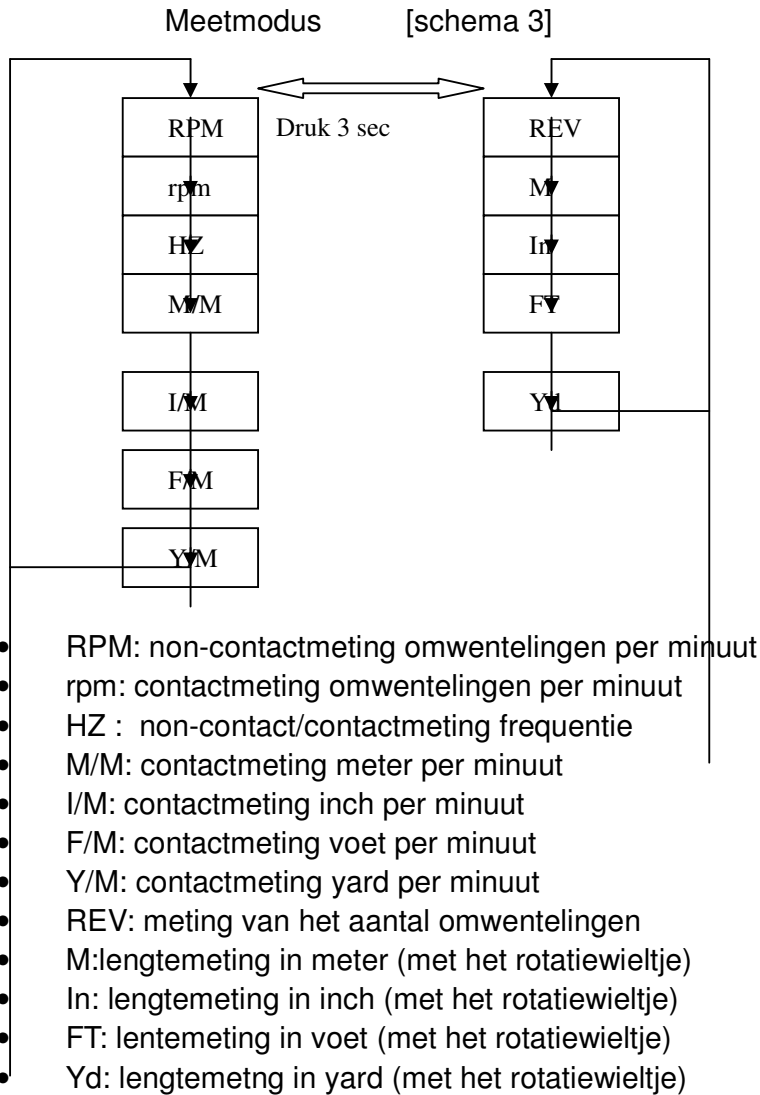 Meetmodus [schema 3]
RPM Druk 3 sec REV
rpm M
HZ In
M/M FT
I/M Yd
F/M
Y/M
• RPM: non-contactmeting omwentelingen per minuut
• rpm: contactmeting omwentelingen per minuut
• HZ : non-contact/contactmeting frequentie
• M/M: contactmeting meter per minuut
• I/M: contactmeting inch per minuut
• F/M: contactmeting voet per minuut
• Y/M: contactmeting yard per minuut
• REV: meting van het aantal omwentelingen
• M:lengtemeting in meter (met het rotatiewieltje)
• In: lengtemeting in inch (met het rotatiewieltje)
• FT: lentemeting in voet (met het rotatiewieltje)
• Yd: lengtemetng in yard (met het rotatiewieltje)